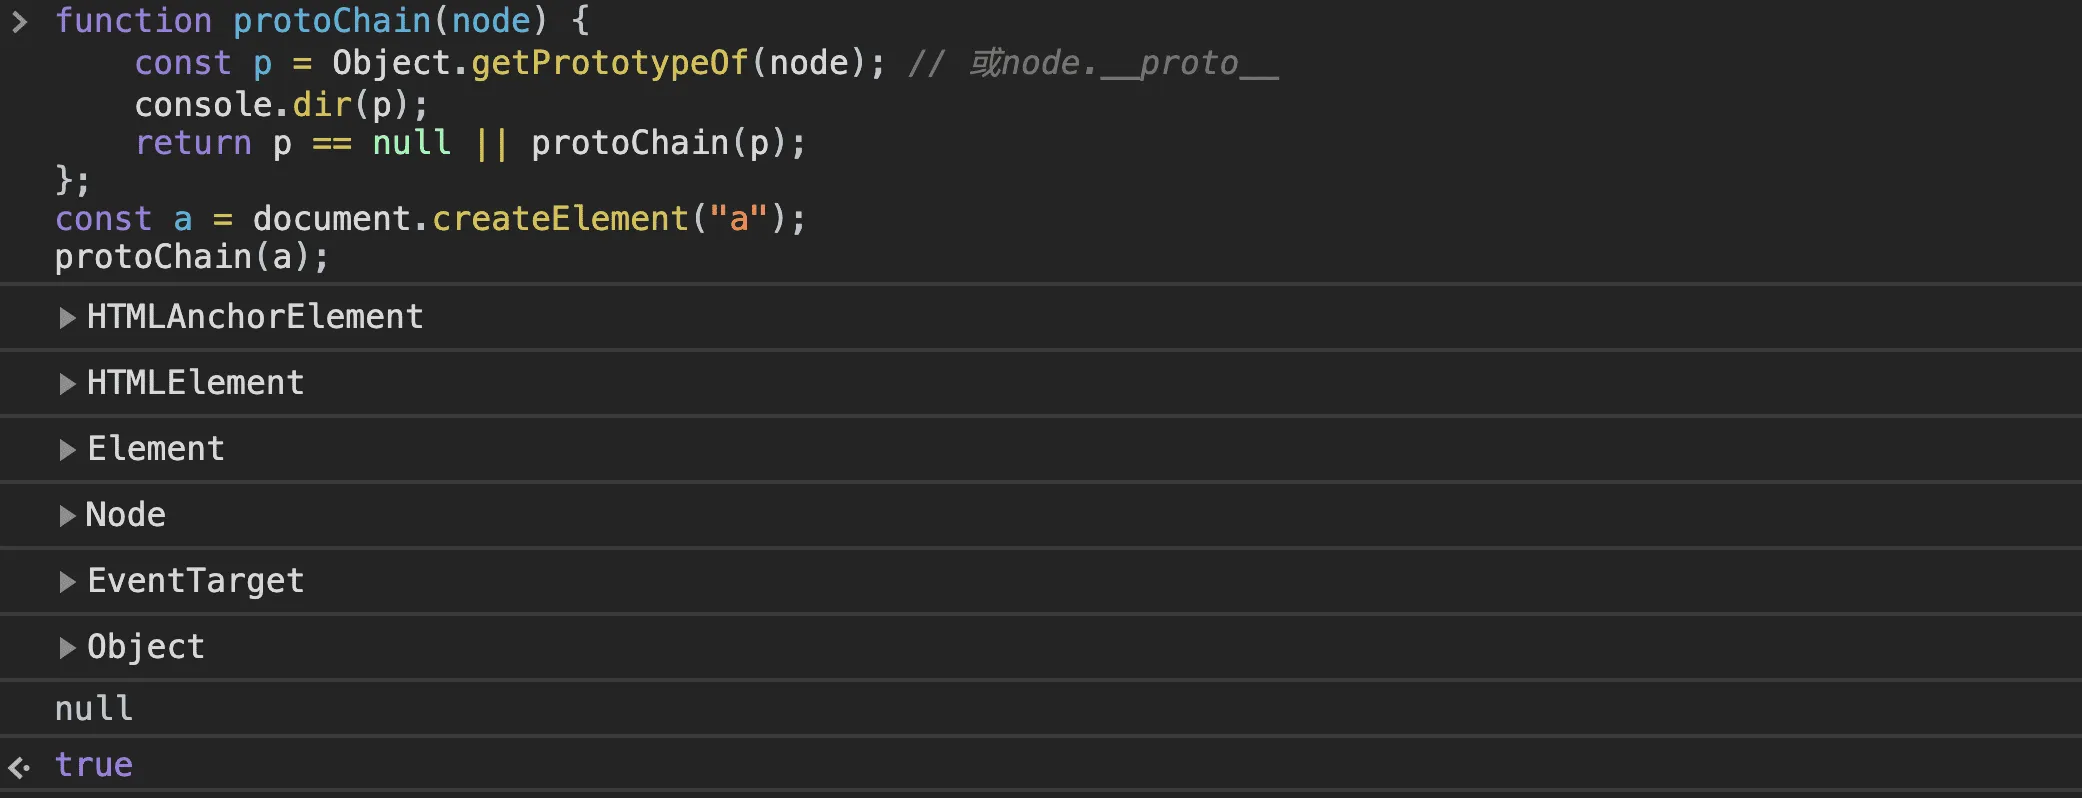 function protoChain(node) {
    const p = Object.getPrototypeOf(node); // 或node.__proto__
    console.dir(p);
    return p == null || protoChain(p);
};
const a = document.createElement("a");
protoChain(a);
HTMLAnchorElement
HTMLElement
Element
Node
EventTarget
Object
null
true